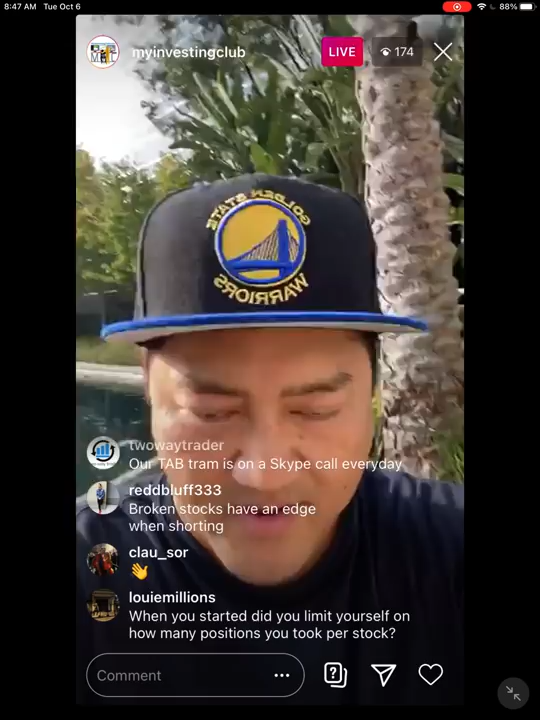 8:47 AM Tue Oct 6
88%
myinvestingclub
LIVE
174
GOLDEN STATE
WARRIORS
twowaytrader
Our TAB tram is on a Skype call everyday
reddbluff333
Broken stocks have an edge
when shorting
clau_sor
👋
louiemillions
When you started did you limit yourself on
how many positions you took per stock?
Comment